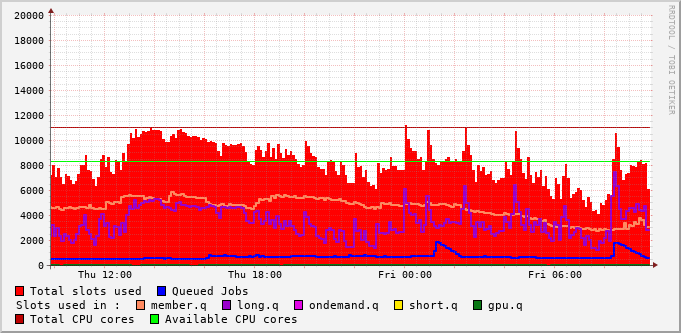 20000
18000
16000
14000
12000
10000
8000
6000
4000
2000
0
Thu 12:00 Thu 18:00 Fri 00:00 Fri 06:00
Total slots used Queued Jobs
Slots used in : member.q long.q ondemand.q short.q gpu.q
Total CPU cores Available CPU cores
RRDTOOL / TOBI OETIKER